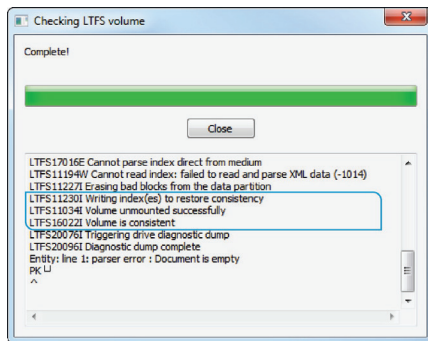 Checking LTFS volume
Complete!
Close
LTFS17016E Cannot parse index direct from medium
LTFS11194W Cannot read index: failed to read and parse XML data (-1014)
LTFS11227I Erasing bad blocks from the data partition
LTFS11230I Writing index(es) to restore consistency
LTFS11034I Volume unmounted successfully
LTFS16022I Volume is consistent
LTFS20076I Triggering drive diagnostic dump
LTFS20096I Diagnostic dump complete
Entity: line 1: parser error : Document is empty
PK
^